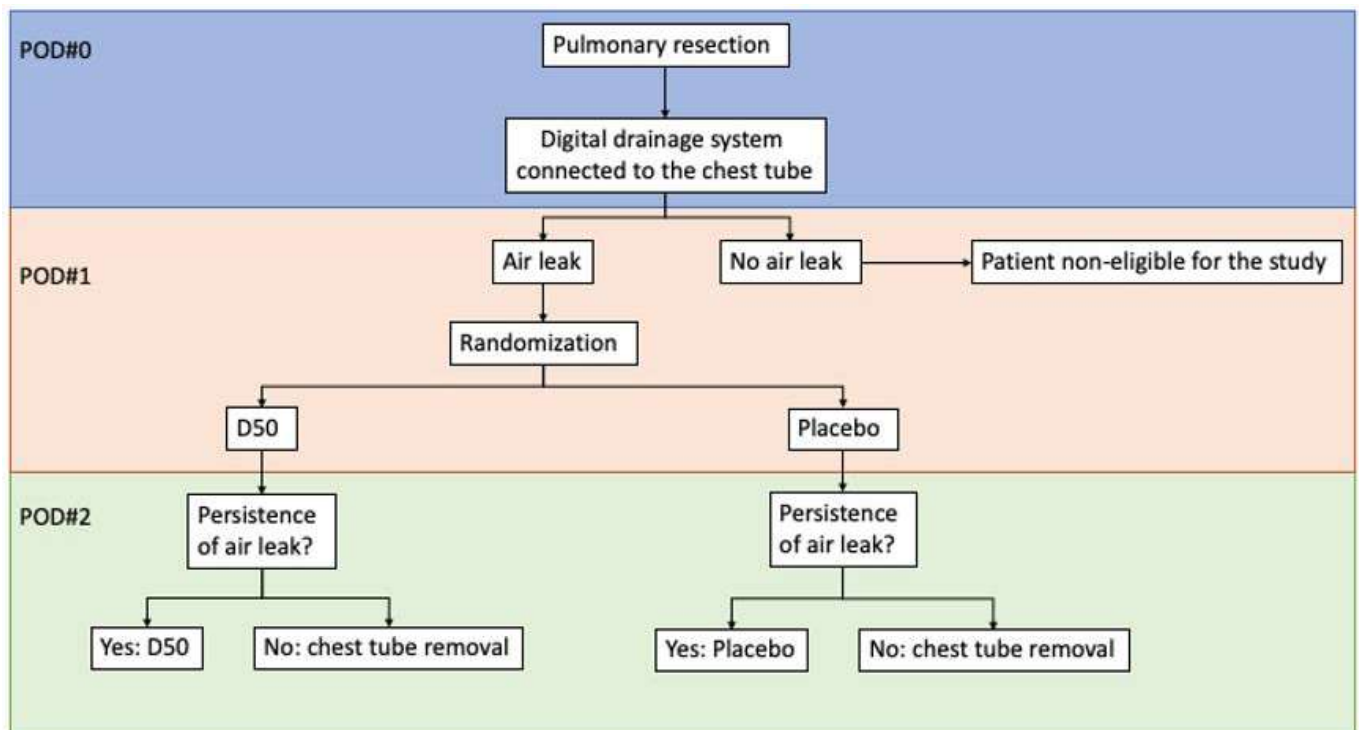 POD#0
Pulmonary resection
Digital drainage system
connected to the chest tube
POD#1
Air leak
No air leak
Patient non-eligible for the study
Randomization
D50
Placebo
POD#2
Persistence
of air leak?
Persistence
of air leak?
Yes: D50
No: chest tube removal
Yes: Placebo
No: chest tube removal